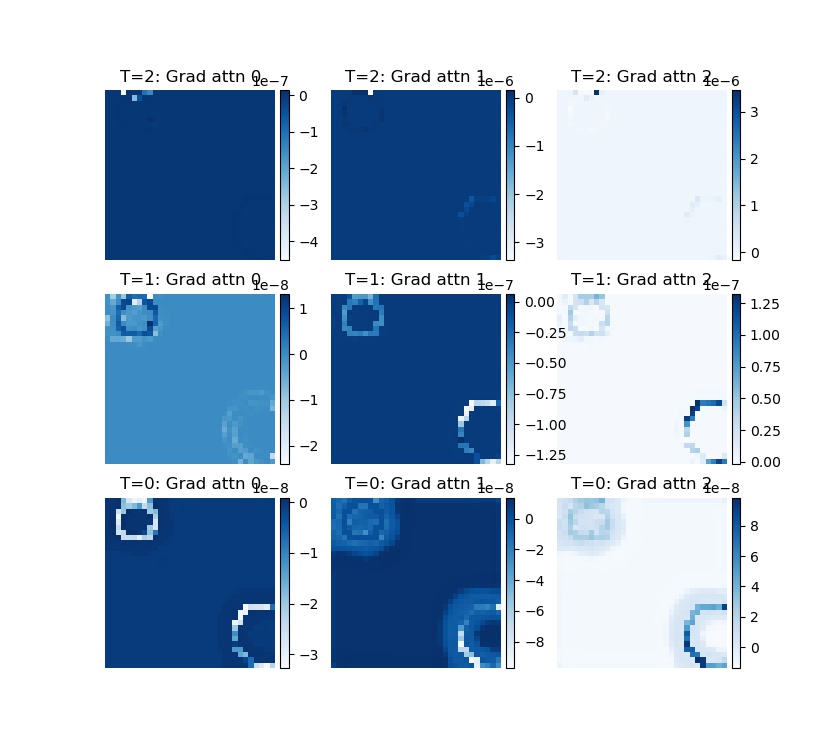 T=2: Grad attn 0
1e−7
0
−1
−2
−3
−4
T=2: Grad attn 1
1e−6
0
−1
−2
−3
T=2: Grad attn 2
1e−6
3
2
1
0
T=1: Grad attn 0
1e−8
1
0
−1
−2
T=1: Grad attn 1
1e−7
0.00
−0.25
−0.50
−0.75
−1.00
−1.25
T=1: Grad attn 2
1e−7
1.25
1.00
0.75
0.50
0.25
0.00
T=0: Grad attn 0
1e−8
0
−1
−2
−3
T=0: Grad attn 1
1e−8
0
−2
−4
−6
−8
T=0: Grad attn 2
1e−8
8
6
4
2
0